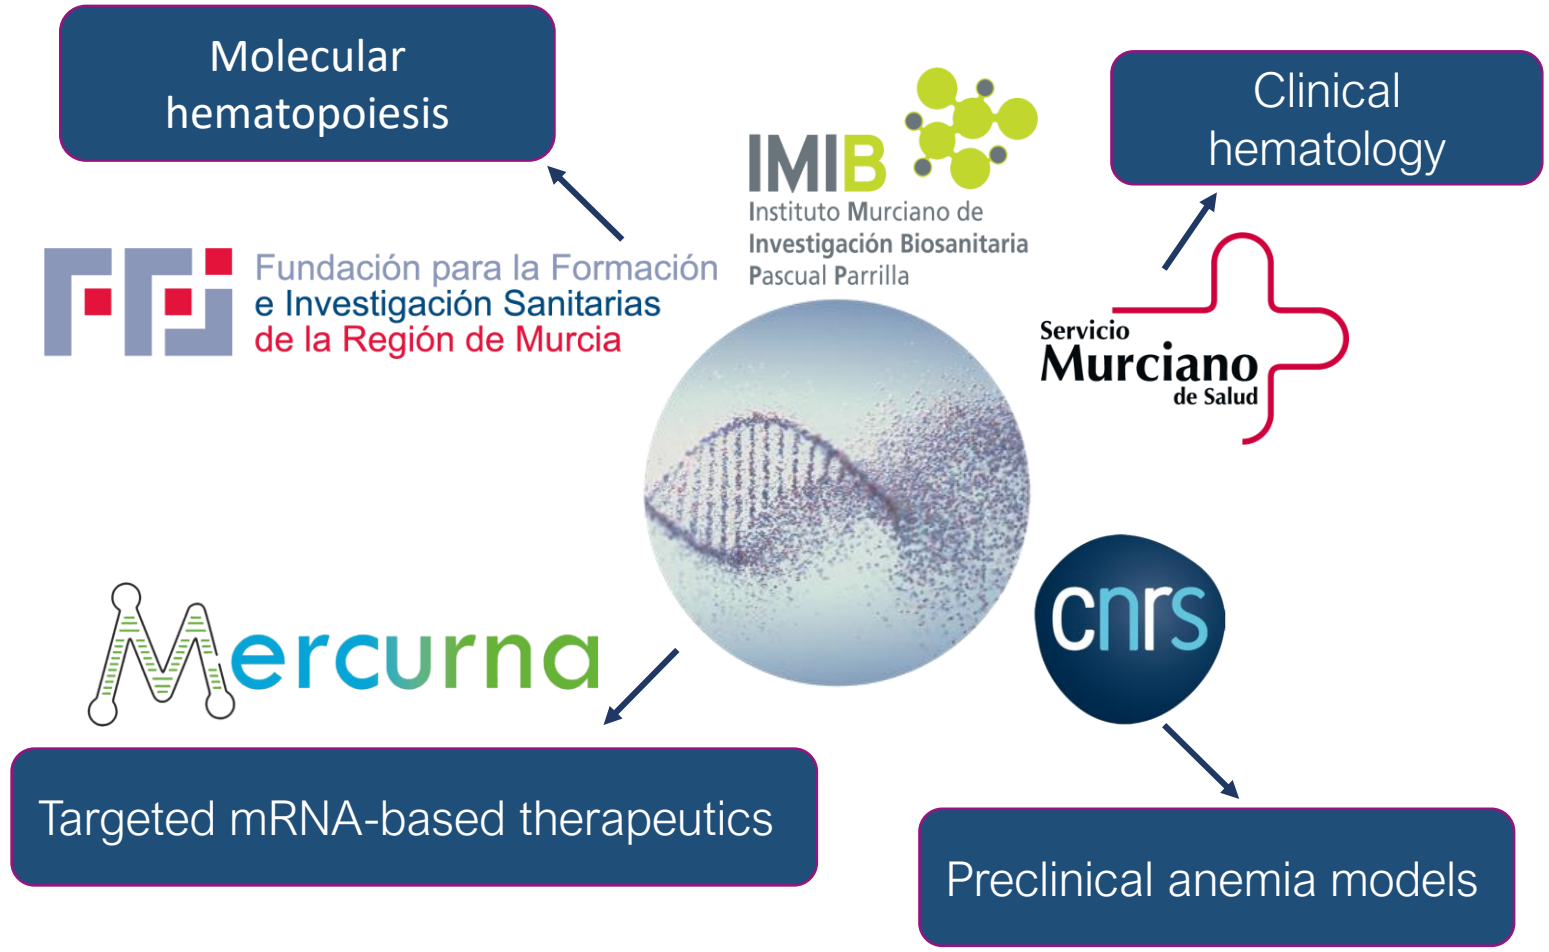 Molecular
hematopoiesis
Clinical
hematology
IMIB
Instituto Murciano de
Investigación Biosanitaria
Pascual Parrilla
FFIS
Fundación para la Formación
e Investigación Sanitarias
de la Región de Murcia
Servicio
Murciano
de Salud
Mercurna
cnrs
Targeted mRNA-based therapeutics
Preclinical anemia models